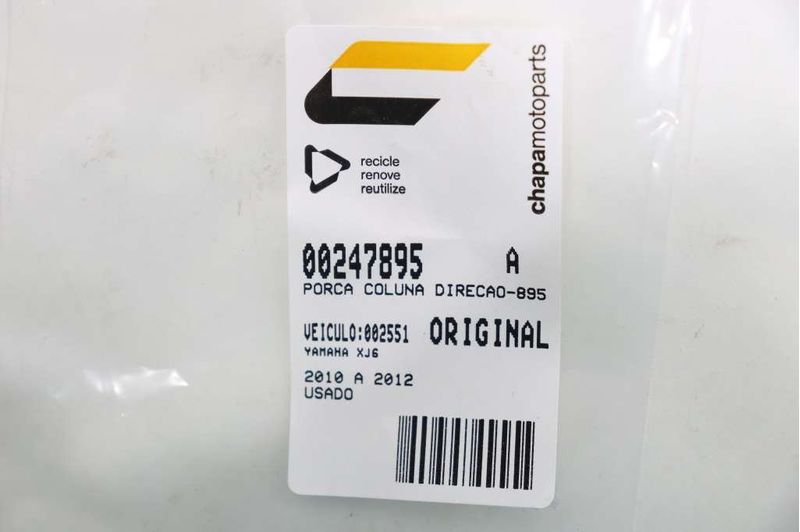 chapamotoparts
recicle
renove
reutilize
00247895 A
PORCA COLUNA DIRECAO-895
VEICULO:002551 ORIGINAL
YAMAHA XJ6
2010 A 2012
USADO